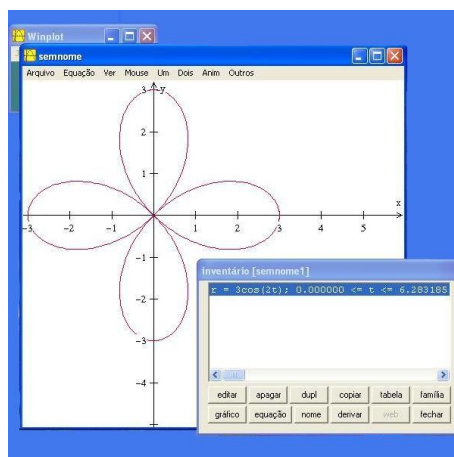 Winplot
semnome
Arquivo Equação Ver Mouse Um Dois Anim Outros
3 y
2
1
x
-3 -2 -1 1 2 3 4 5
-1
-2
-3
-4
inventário [semnome1]
r = 3cos(2t); 0.000000 <= t <= 6.283185
editar apagar dupl copiar tabela família
gráfico equação nome derivar web fechar